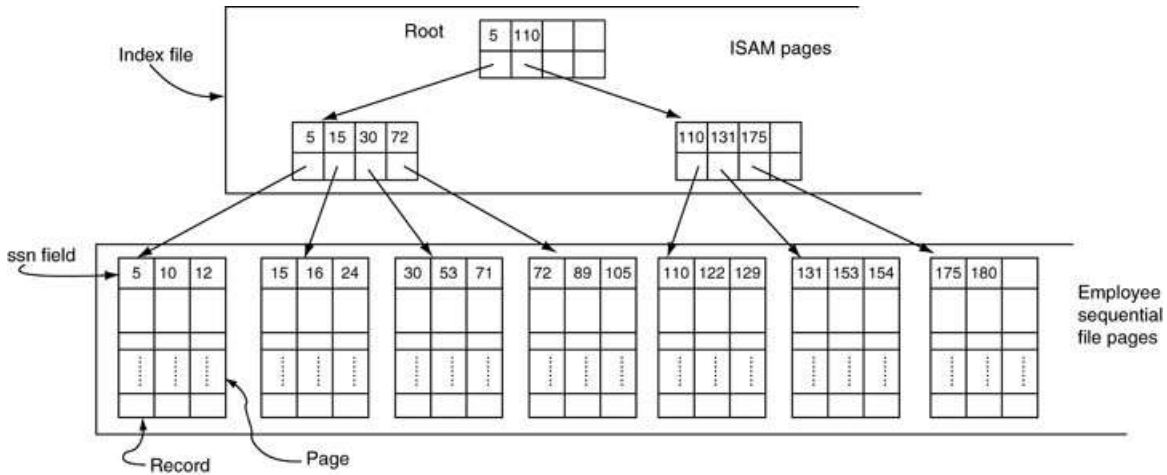 Root
5 110
ISAM pages
Index file
5 15 30 72
110 131 175
ssn field
5 10 12
15 16 24
30 53 71
72 89 105
110 122 129
131 153 154
175 180
Employee
sequential
file pages
Record
Page